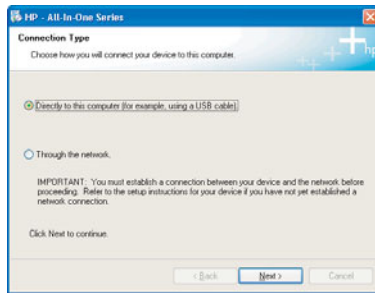 HP - All-In-One Series
Connection Type
Choose how you will connect your device to this computer.
hp
Directly to this computer (for example, using a USB cable).
Through the network.
IMPORTANT: You must establish a connection between your device and the network before
proceeding. Refer to the setup instructions for your device if you have not yet established a
network connection.
Click Next to continue.
< Back
Next >
Cancel